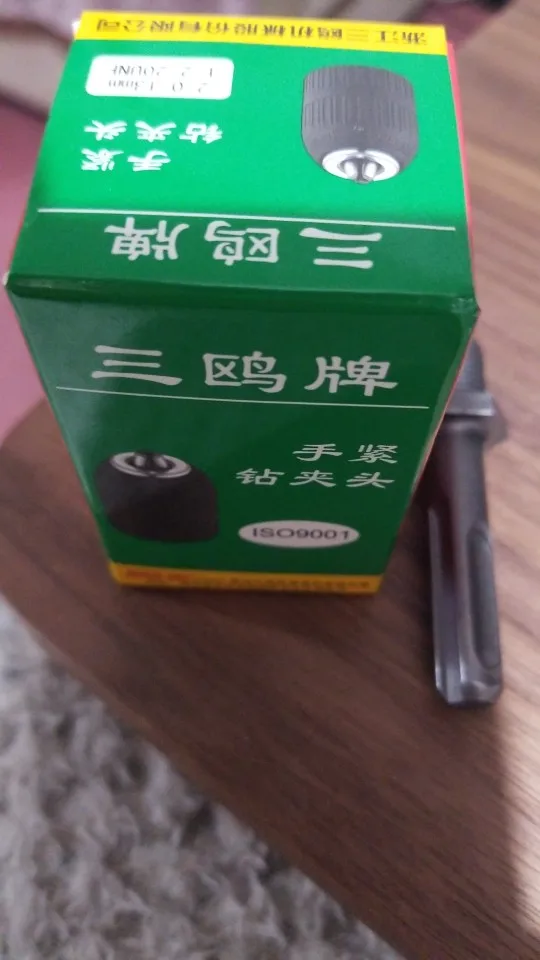 浙江三鸥机械股份有限公司
2.0-13mm
1/2-20UNF
手紧
钻夹头
三鸥牌
三鸥牌
手紧
钻夹头
ISO9001